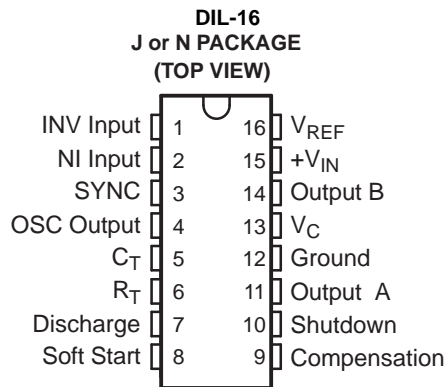 DIL-16
J or N PACKAGE
(TOP VIEW)
INV Input 1 16 VREF
NI Input 2 15 +VIN
SYNC 3 14 Output B
OSC Output 4 13 VC
CT 5 12 Ground
RT 6 11 Output A
Discharge 7 10 Shutdown
Soft Start 8 9 Compensation